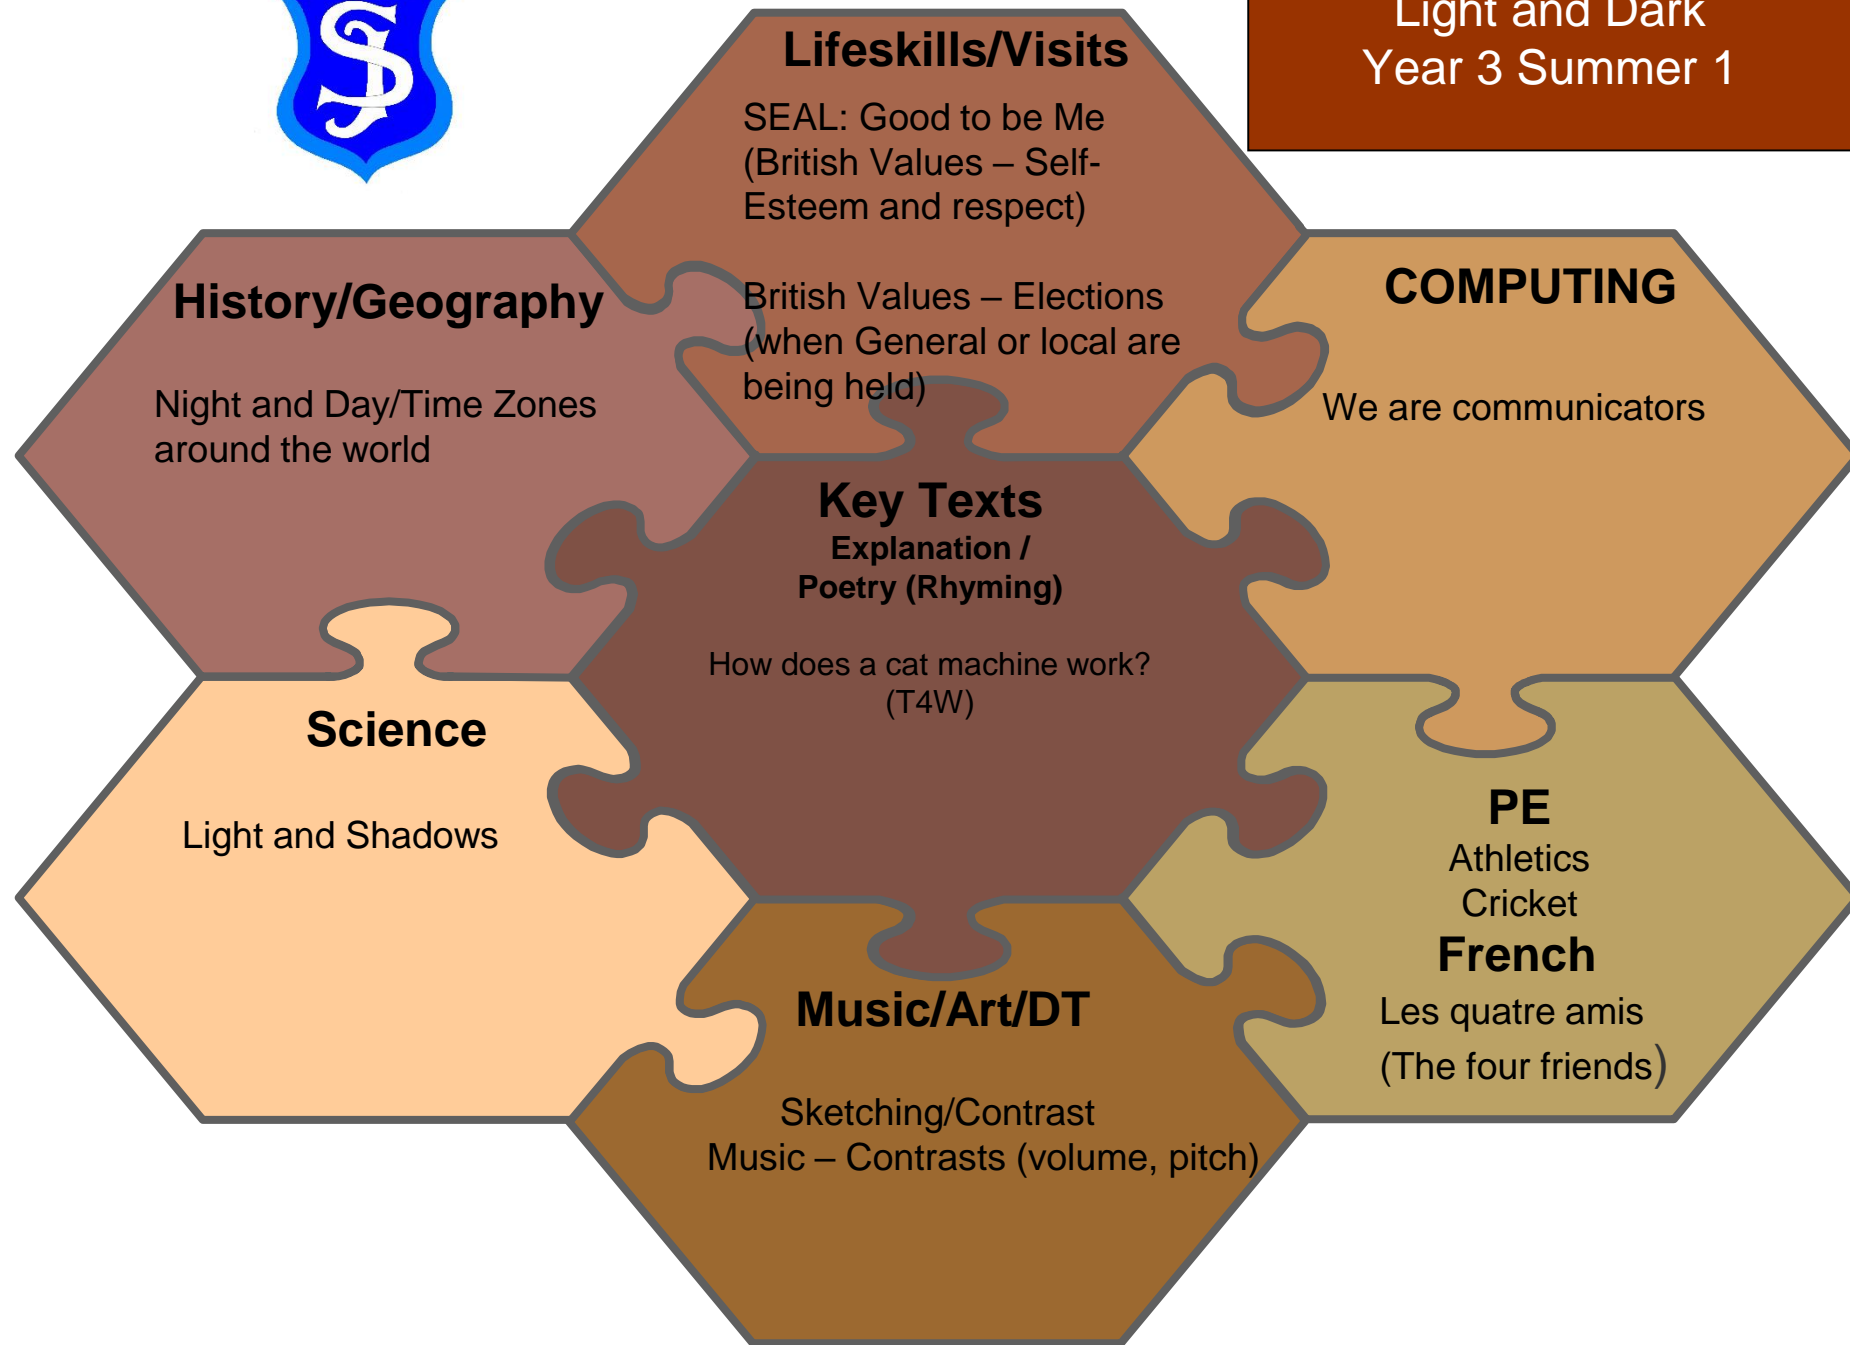 Light and Dark
Year 3 Summer 1
Lifeskills/Visits
SEAL: Good to be Me
(British Values – Self-
Esteem and respect)
British Values – Elections
(when General or local are
being held)
History/Geography
Night and Day/Time Zones
around the world
COMPUTING
We are communicators
Key Texts
Explanation /
Poetry (Rhyming)
How does a cat machine work?
(T4W)
Science
Light and Shadows
PE
Athletics
Cricket
French
Les quatre amis
(The four friends)
Music/Art/DT
Sketching/Contrast
Music – Contrasts (volume, pitch)